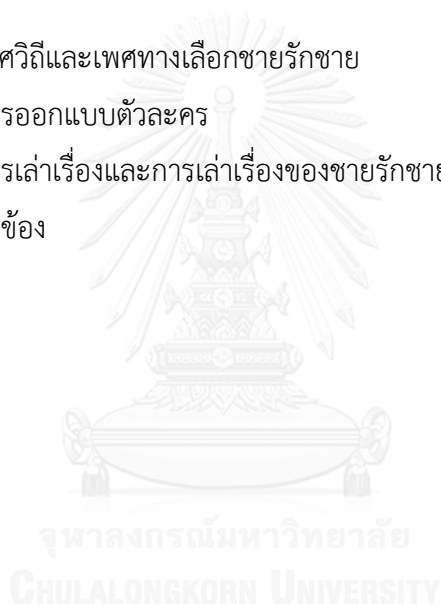 ศวิถีและเพศทางเลือกชายรักชาย
รออกแบบตัวละคร
รเล่าเรื่องและการเล่าเรื่องของชายรักชาย
ข้อง
จุฬาลงกรณ์มหาวิทยาลัย
CHULALONGKORN UNIVERSITY